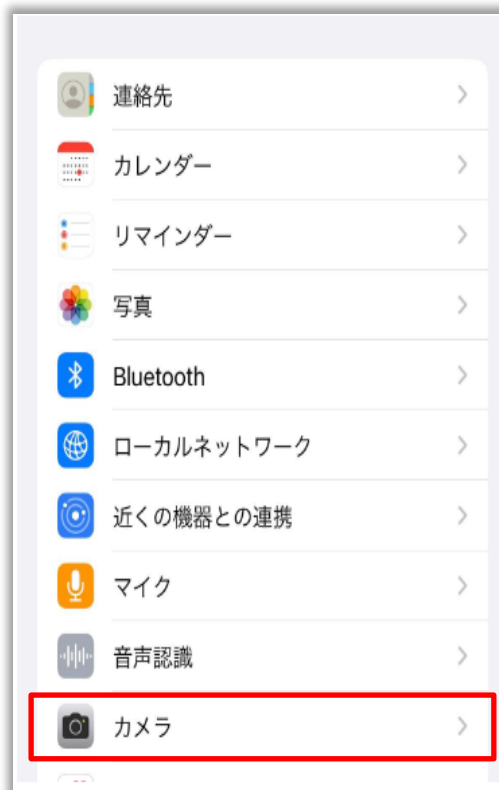 連絡先
カレンダー
リマインダー
写真
Bluetooth
ローカルネットワーク
近くの機器との連携
マイク
音声認識
カメラ